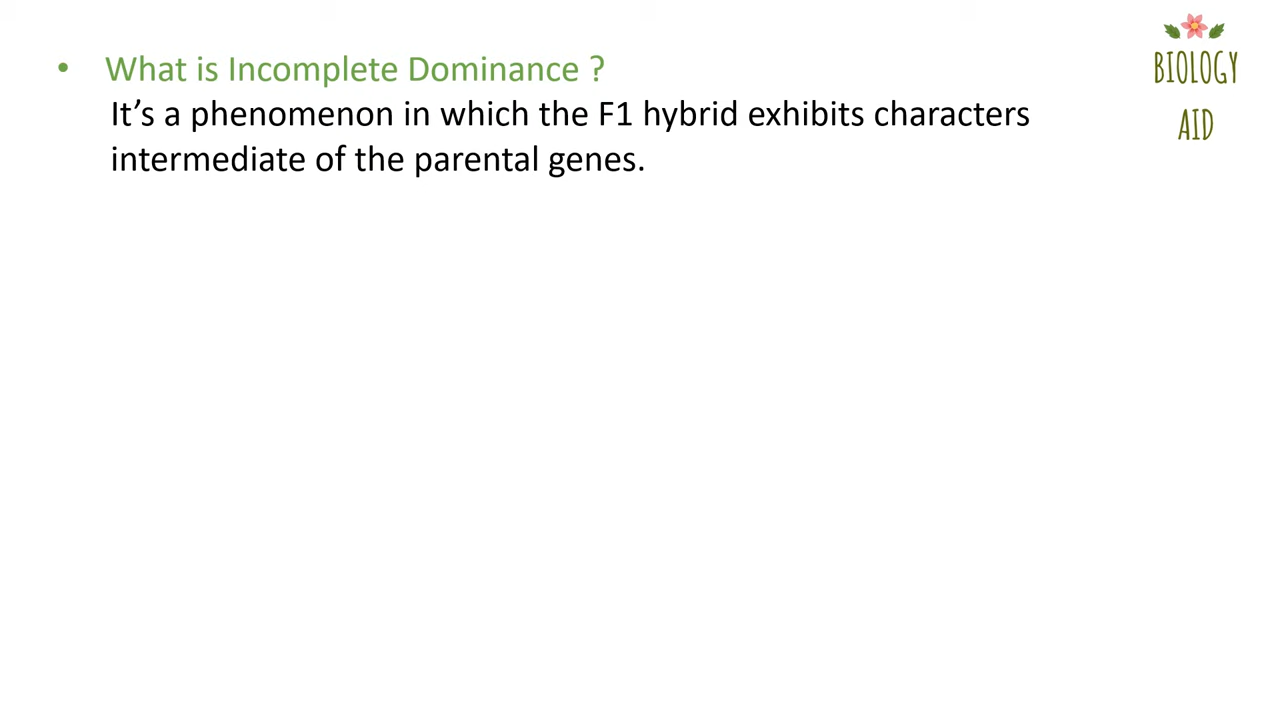 • What is Incomplete Dominance ?
It’s a phenomenon in which the F1 hybrid exhibits characters
intermediate of the parental genes.
BIOLOGY
AID